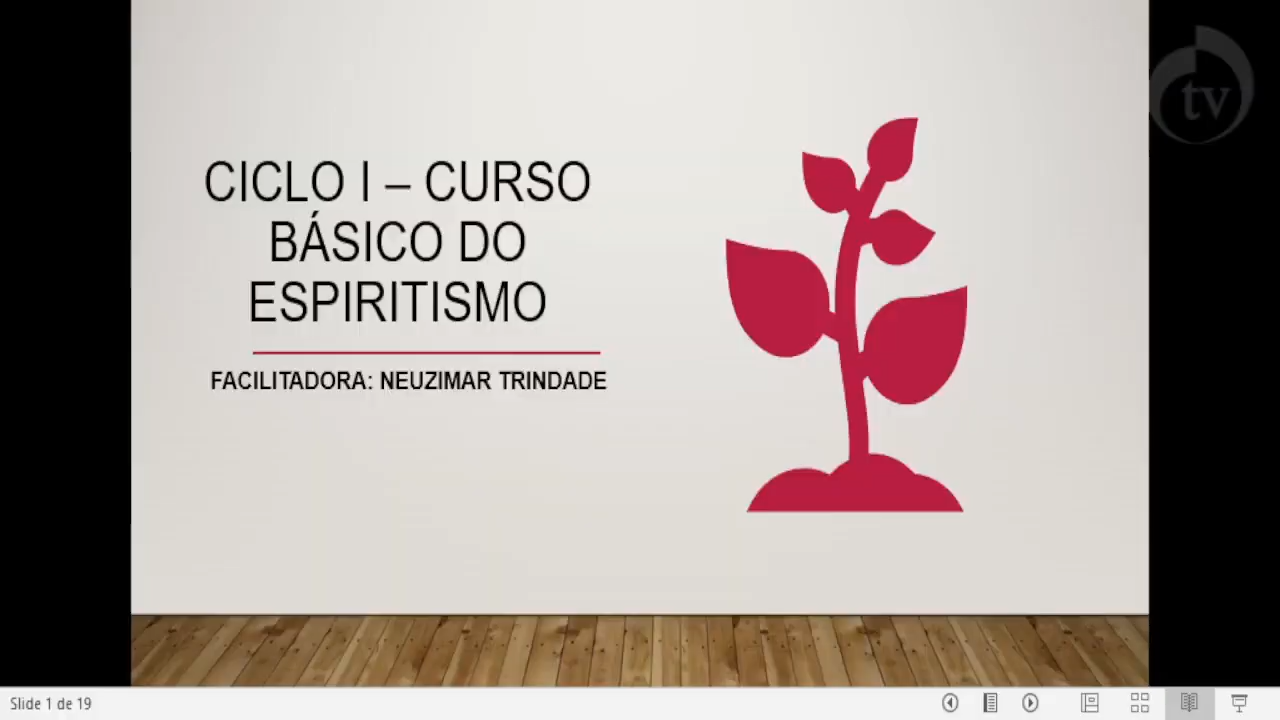 CICLO I – CURSO
BÁSICO DO
ESPIRITISMO
FACILITADORA: NEUZIMAR TRINDADE
tv
Slide 1 de 19